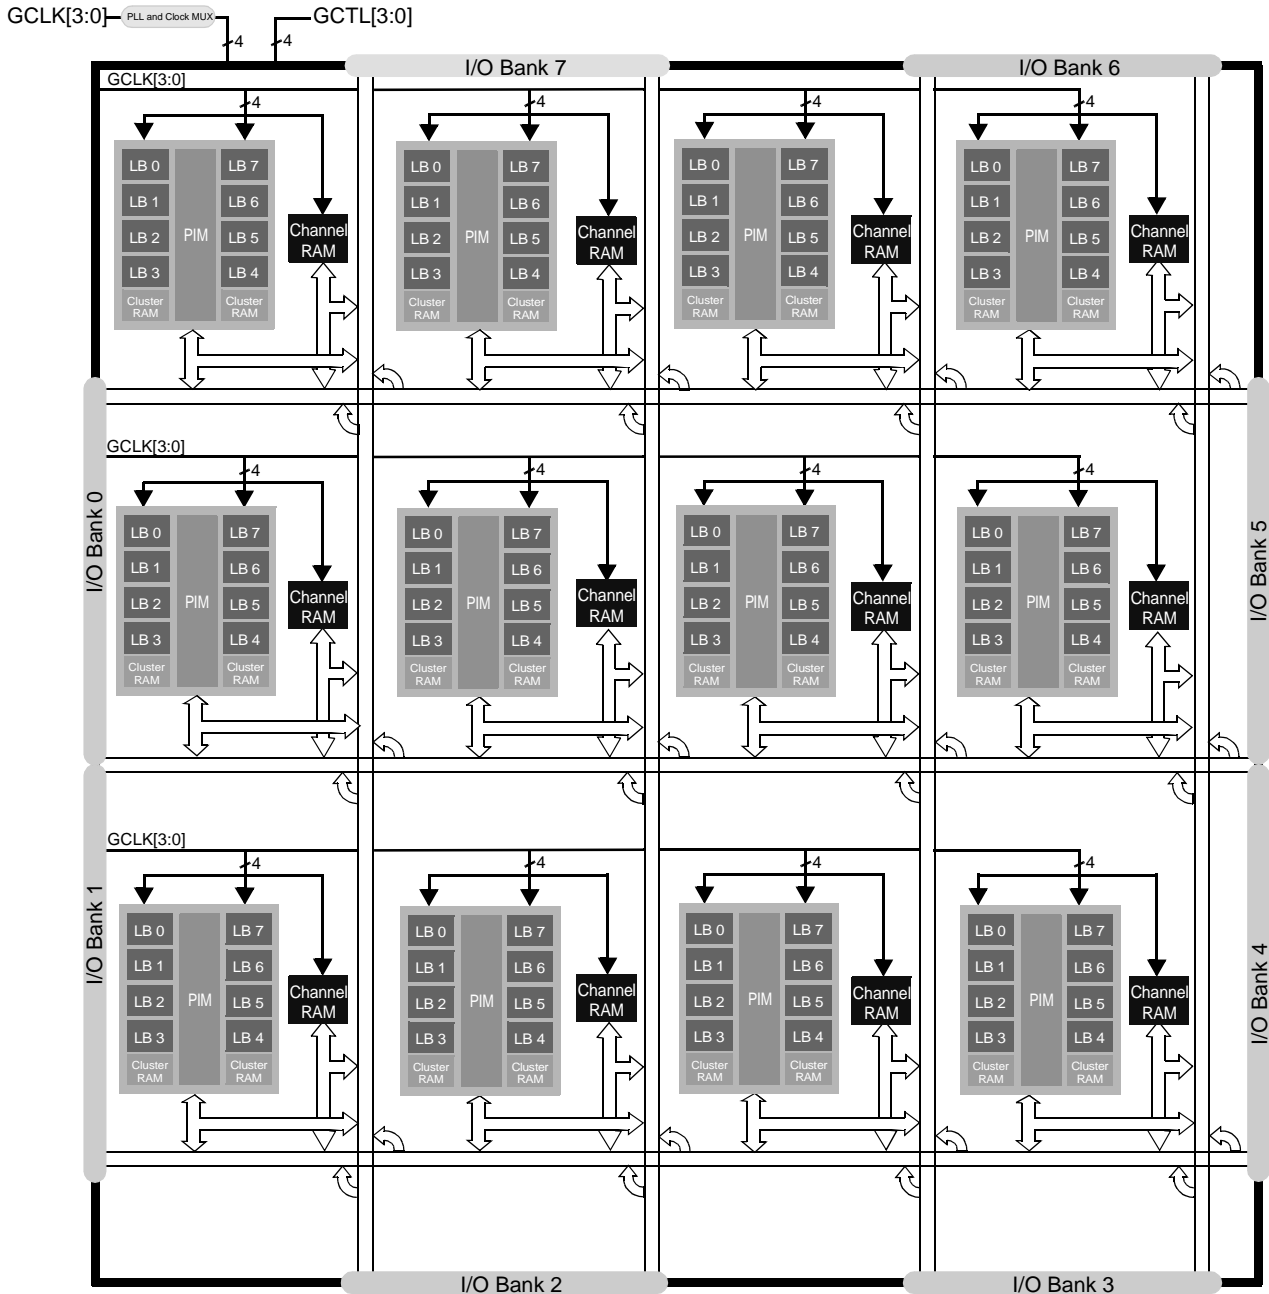 GCLK[3:0]
PLL and Clock MUX
GCTL[3:0]
4
4
I/O Bank 7
I/O Bank 6
GCLK[3:0]
4
4
4
4
LB 0
LB 7
LB 1
LB 6
LB 2
PIM
LB 5
LB 3
LB 4
Cluster RAM
Cluster RAM
Channel RAM
LB 0
LB 7
LB 1
LB 6
LB 2
PIM
LB 5
LB 3
LB 4
Cluster RAM
Cluster RAM
Channel RAM
LB 0
LB 7
LB 1
LB 6
LB 2
PIM
LB 5
LB 3
LB 4
Cluster RAM
Cluster RAM
Channel RAM
LB 0
LB 7
LB 1
LB 6
LB 2
PIM
LB 5
LB 3
LB 4
Cluster RAM
Cluster RAM
Channel RAM
I/O Bank 0
I/O Bank 5
GCLK[3:0]
4
4
4
4
LB 0
LB 7
LB 1
LB 6
LB 2
PIM
LB 5
LB 3
LB 4
Cluster RAM
Cluster RAM
Channel RAM
LB 0
LB 7
LB 1
LB 6
LB 2
PIM
LB 5
LB 3
LB 4
Cluster RAM
Cluster RAM
Channel RAM
LB 0
LB 7
LB 1
LB 6
LB 2
PIM
LB 5
LB 3
LB 4
Cluster RAM
Cluster RAM
Channel RAM
LB 0
LB 7
LB 1
LB 6
LB 2
PIM
LB 5
LB 3
LB 4
Cluster RAM
Cluster RAM
Channel RAM
I/O Bank 1
I/O Bank 4
GCLK[3:0]
4
4
4
4
LB 0
LB 7
LB 1
LB 6
LB 2
PIM
LB 5
LB 3
LB 4
Cluster RAM
Cluster RAM
Channel RAM
LB 0
LB 7
LB 1
LB 6
LB 2
PIM
LB 5
LB 3
LB 4
Cluster RAM
Cluster RAM
Channel RAM
LB 0
LB 7
LB 1
LB 6
LB 2
PIM
LB 5
LB 3
LB 4
Cluster RAM
Cluster RAM
Channel RAM
LB 0
LB 7
LB 1
LB 6
LB 2
PIM
LB 5
LB 3
LB 4
Cluster RAM
Cluster RAM
Channel RAM
I/O Bank 2
I/O Bank 3